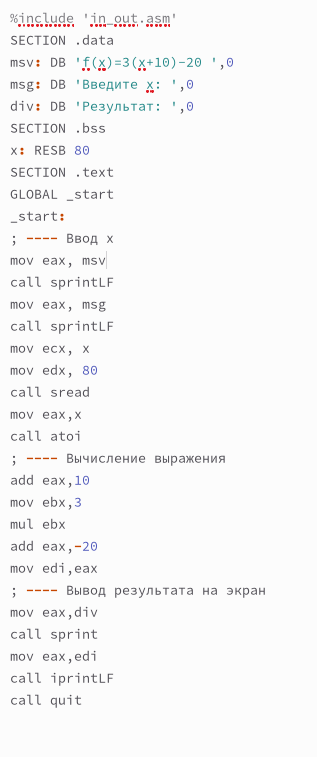 %include 'in_out.asm'
SECTION .data
msv: DB 'f(x)=3(x+10)-20 ',0
msg: DB 'Введите x: ',0
div: DB 'Результат: ',0
SECTION .bss
x: RESB 80
SECTION .text
GLOBAL _start
_start:
; ---- Ввод x
mov eax, msv
call sprintLF
mov eax, msg
call sprintLF
mov ecx, x
mov edx, 80
call sread
mov eax,x
call atoi
; ---- Вычисление выражения
add eax,10
mov ebx,3
mul ebx
add eax,-20
mov edi,eax
; ---- Вывод результата на экран
mov eax,div
call sprint
mov eax,edi
call iprintLF
call quit